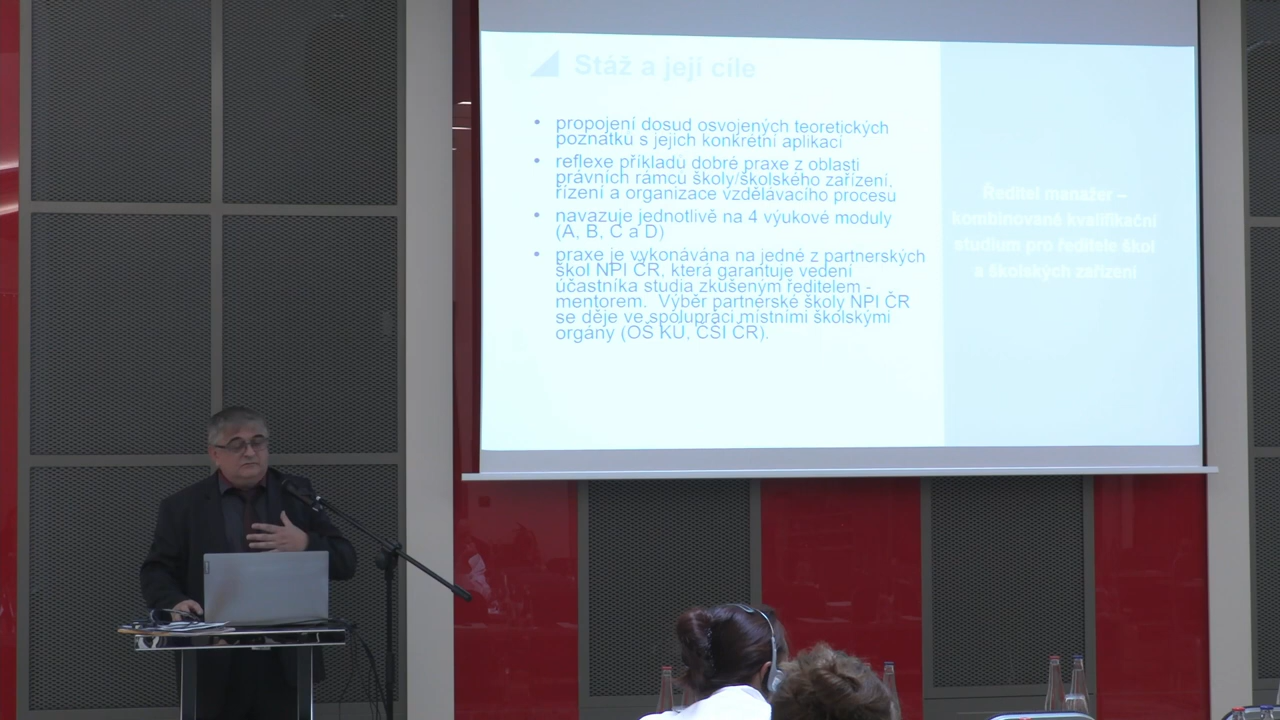 Stáž a její cíle
• propojení dosud osvojených teoretických
poznatků s jejich konkrétní aplikací
• reflexe příkladů dobré praxe z oblasti
právních rámců školy/školského zařízení,
řízení a organizace vzdělávacího procesu
• navazuje jednotlivě na 4 výukové moduly
(A, B, C a D)
• praxe je vykonávána na jedné z partnerských
škol NPI ČR, která garantuje vedení
účastníka studia zkušeným ředitelem -
mentorem. Výběr partnerské školy NPI ČR
se děje ve spolupráci místními školskými
orgány (OŠ KÚ, ČŠI ČR).
Ředitel manažer –
kombinované kvalifikační
studium pro ředitele škol
a školských zařízení